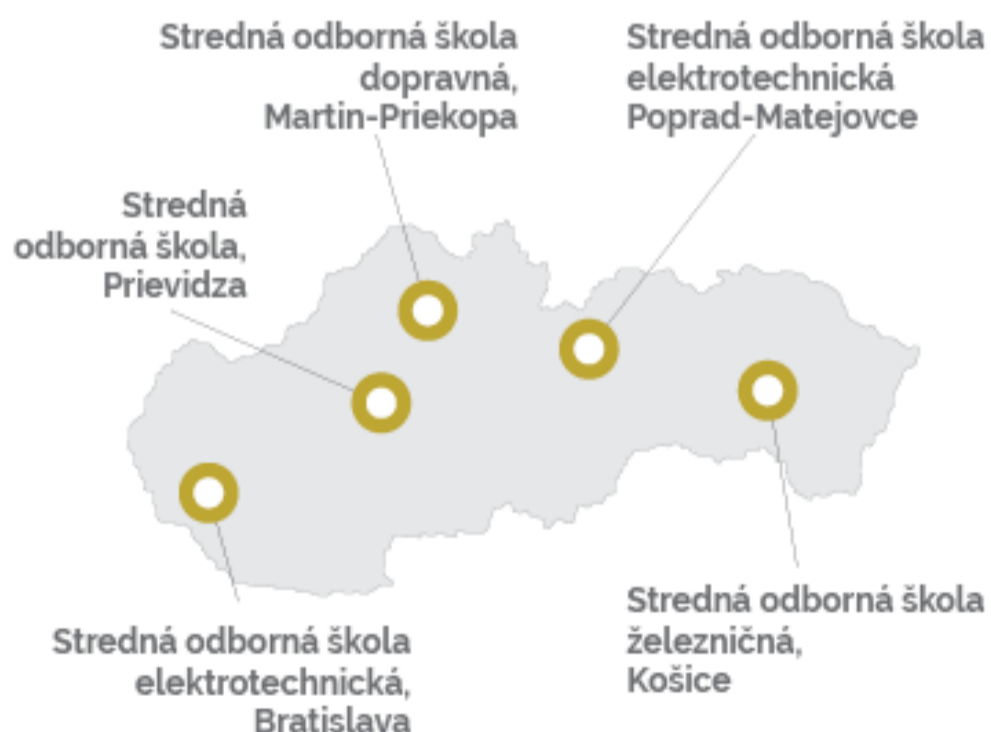 Stredná odborná škola
dopravná,
Martin-Priekopa
Stredná odborná škola
elektrotechnická
Poprad-Matejovce
Stredná
odborná škola,
Prievidza
Stredná odborná škola
železničná,
Košice
Stredná odborná škola
elektrotechnická,
Bratislava